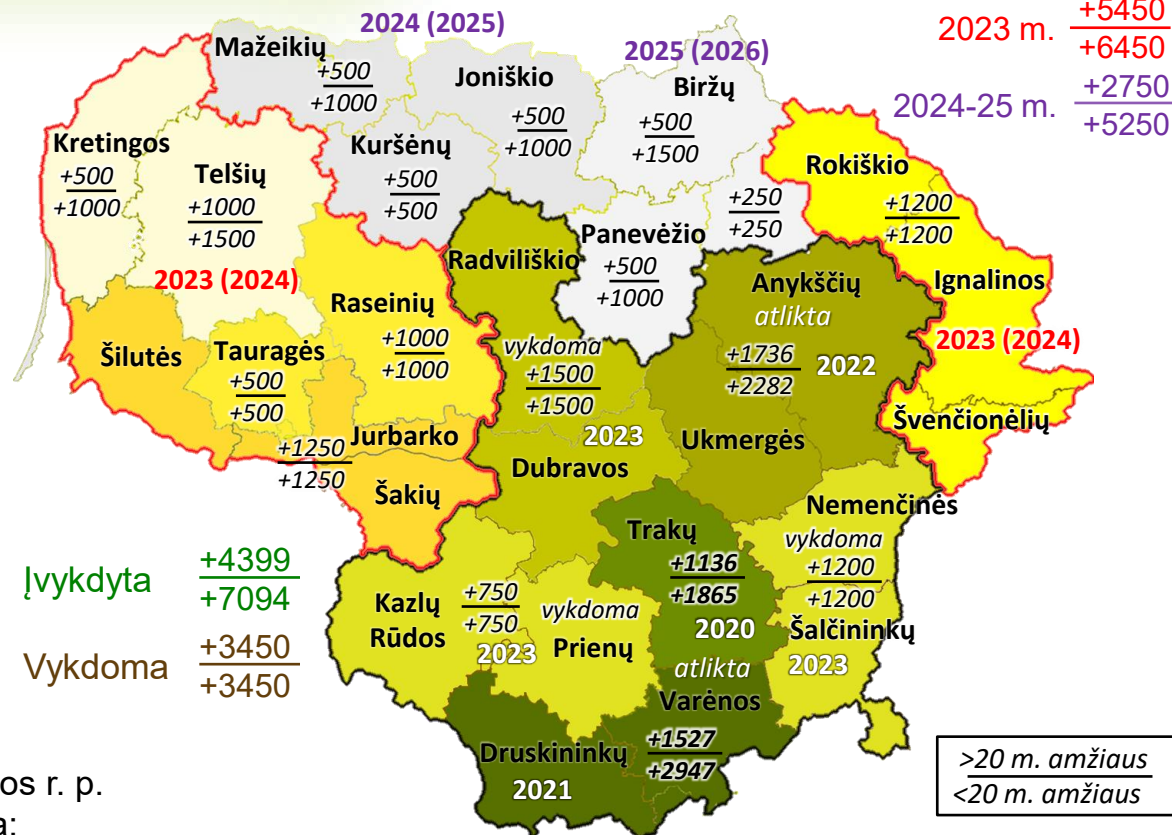 2024 (2025)
2023 m. +5450
+6450
Mažeikių
+500
+1000
Joniškio
+500
+1000
2025 (2026)
Biržų
+500
+1500
2024-25 m. +2750
+5250
Kretingos
+500
+1000
Telšių
+1000
+1500
Kuršėnų
+500
+500
Rokiškio
+1200
+1200
+250
+250
Panevėžio
+500
+1000
Radviliškio
2023 (2024)
Raseinių
+1000
+1000
Anykščių
atlikta
+1736
+2282
2022
Ignalinos
2023 (2024)
Šilutės
Tauragės
+500
+500
vykdoma
+1500
+1500
2023
Dubravos
Ukmergės
Švenčionėlių
Jurbarko
+1250
+1250
Šakių
Nemenčinės
vykdoma
+1200
+1200
Šalčininkų
2023
Trakų
+1136
+1865
2020
atlikta
Varėnos
+1527
+2947
Įvykdyta +4399
+7094
Vykdoma +3450
+3450
Kazlų
Rūdos
+750
+750
2023
vykdoma
Prienų
Druskininkų
2021
>20 m. amžiaus
<20 m. amžiaus
os r. p.
a: